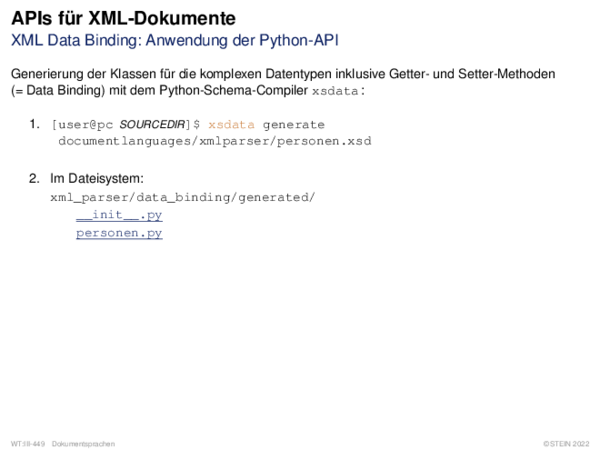 APIs für XML-Dokumente
XML Data Binding: Anwendung der Python-API
Generierung der Klassen für die komplexen Datentypen inklusive Getter- und Setter-Methoden
(= Data Binding) mit dem Python-Schema-Compiler xsdata:
1. [user@pc SOURCEDIR]$ xsdata generate
documentlanguages/xmlparser/personen.xsd
2. Im Dateisystem:
xml_parser/data_binding/generated/
__init__.py
personen.py
WT:III-449 Dokumentsprachen
©STEIN 2022